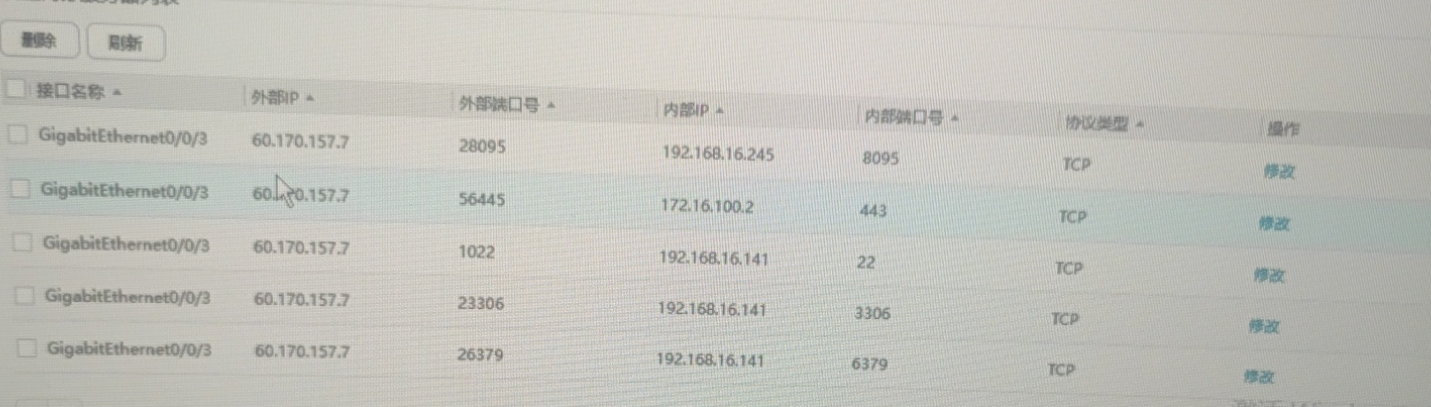 删除 刷新
接口名称 外部IP 外部端口号 内部IP 内部端口号 协议类型 操作
GigabitEthernet0/0/3 60.170.157.7 28095 192.168.16.245 8095 TCP 修改
GigabitEthernet0/0/3 60.170.157.7 56445 172.16.100.2 443 TCP 修改
GigabitEthernet0/0/3 60.170.157.7 1022 192.168.16.141 22 TCP 修改
GigabitEthernet0/0/3 60.170.157.7 23306 192.168.16.141 3306 TCP 修改
GigabitEthernet0/0/3 60.170.157.7 26379 192.168.16.141 6379 TCP 修改